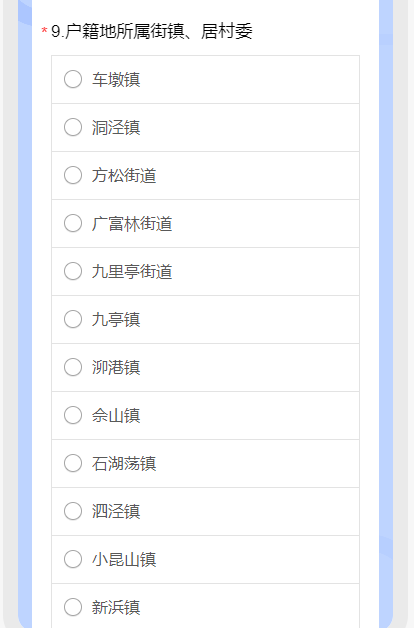 * 9.户籍地所属街镇、居村委
车墩镇
洞泾镇
方松街道
广富林街道
九里亭街道
九亭镇
泖港镇
佘山镇
石湖荡镇
泗泾镇
小昆山镇
新浜镇